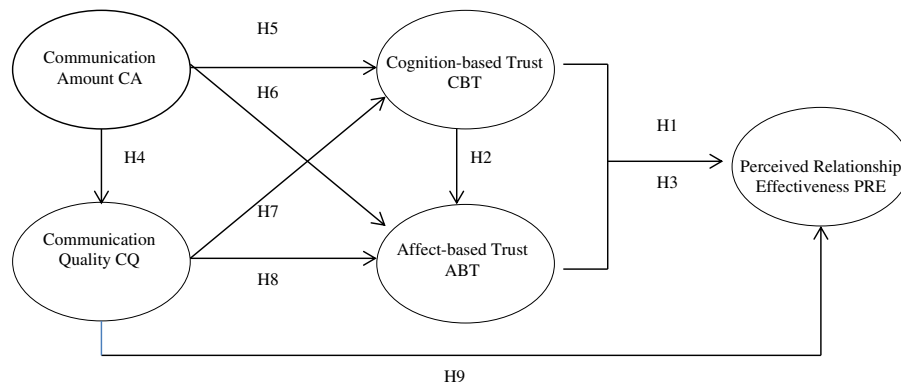 H5
Communication
Amount CA
Cognition-based Trust
CBT
H6
H1
H4
H2
H3
Perceived Relationship
Effectiveness PRE
H7
Communication
Quality CQ
Affect-based Trust
ABT
H8
H9